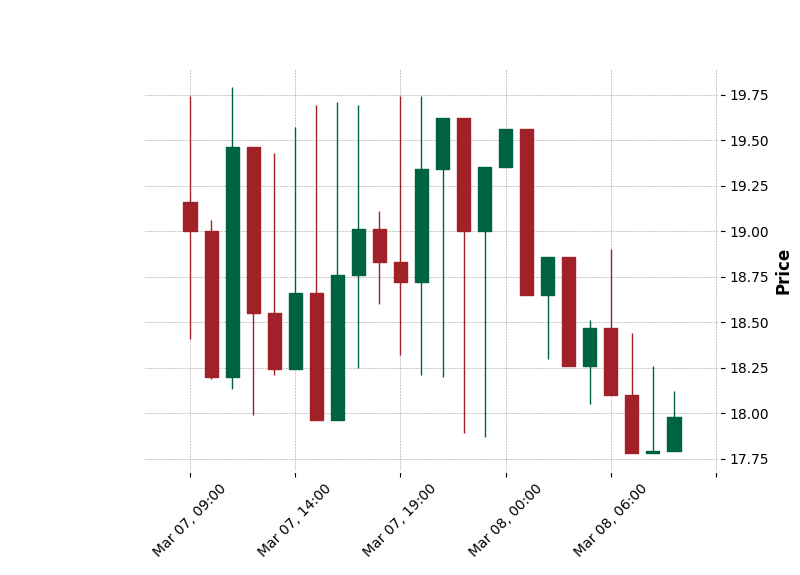 19.75
19.50
19.25
19.00
18.75
18.50
18.25
18.00
17.75
Price
Mar 07, 09:00
Mar 07, 14:00
Mar 07, 19:00
Mar 08, 00:00
Mar 08, 06:00